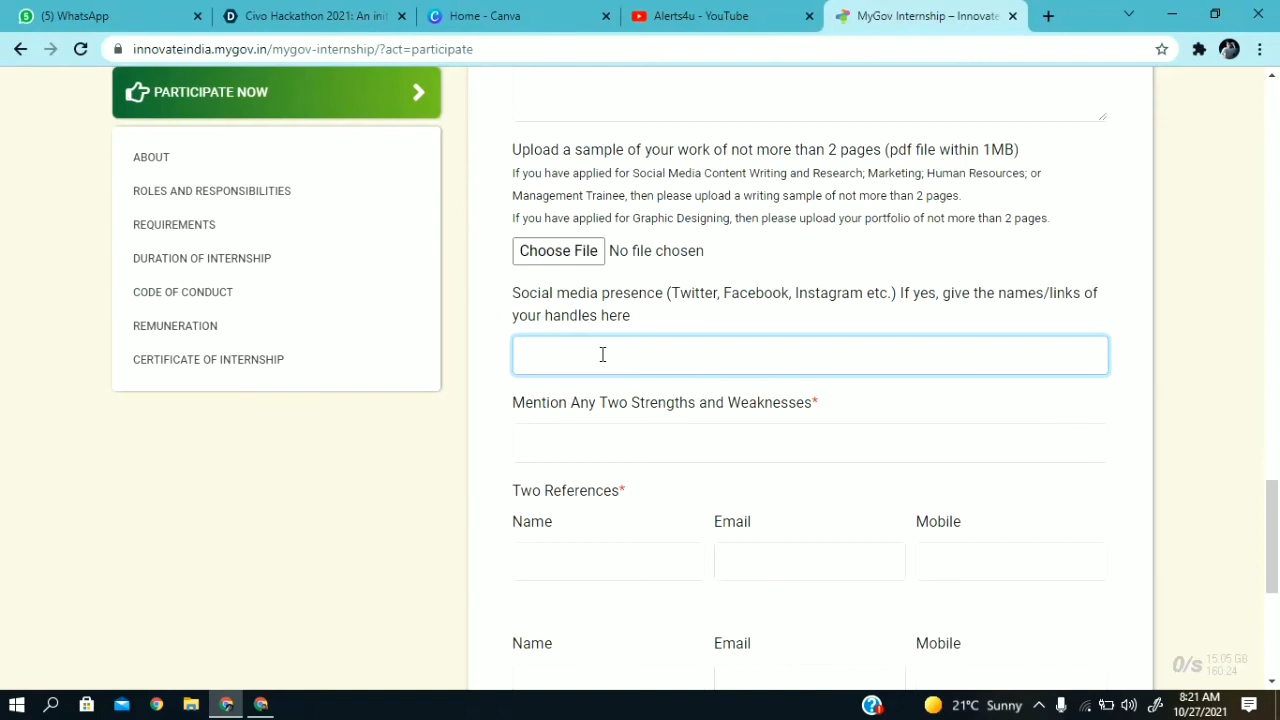 (5) WhatsApp
Civo Hackathon 2021: An init
Home - Canva
Alerts4u - YouTube
MyGov Internship – Innovate
innovateindia.mygov.in/mygov-internship/?act=participate
PARTICIPATE NOW
ABOUT
ROLES AND RESPONSIBILITIES
REQUIREMENTS
DURATION OF INTERNSHIP
CODE OF CONDUCT
REMUNERATION
CERTIFICATE OF INTERNSHIP
Upload a sample of your work of not more than 2 pages (pdf file within 1MB)
If you have applied for Social Media Content Writing and Research; Marketing; Human Resources; or
Management Trainee, then please upload a writing sample of not more than 2 pages.
If you have applied for Graphic Designing, then please upload your portfolio of not more than 2 pages.
Choose File No file chosen
Social media presence (Twitter, Facebook, Instagram etc.) If yes, give the names/links of
your handles here
Mention Any Two Strengths and Weaknesses*
Two References*
Name Email Mobile
Name Email Mobile
0/s 15.05 GB
160:24
21°C Sunny
8:21 AM
10/27/2021